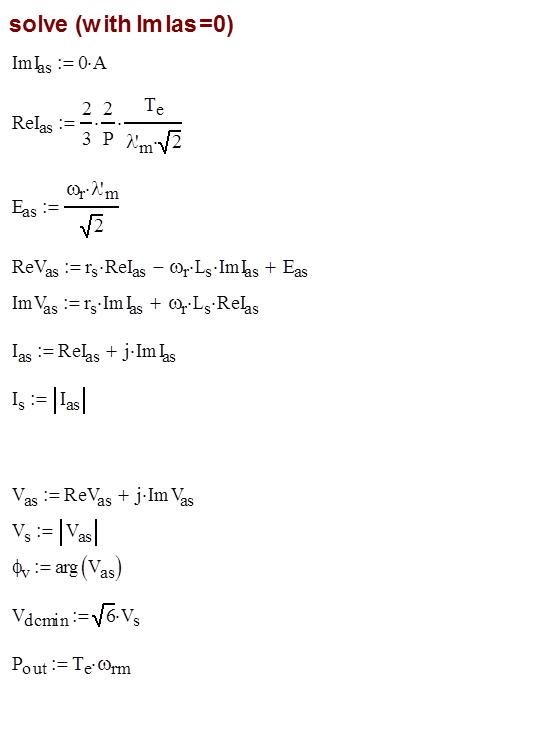 solve (with ImIas=0)
ImIas := 0·A
ReIas := 2/3 · 2/P · Te/(λ'm·√2)
Eas := ωr·λ'm/√2
ReVas := rs·ReIas − ωr·Ls·ImIas + Eas
ImVas := rs·ImIas + ωr·Ls·ReIas
Ias := ReIas + j·ImIas
Is := |Ias|
Vas := ReVas + j·ImVas
Vs := |Vas|
ϕv := arg(Vas)
Vdcmin := √6·Vs
Pout := Te·ωrm